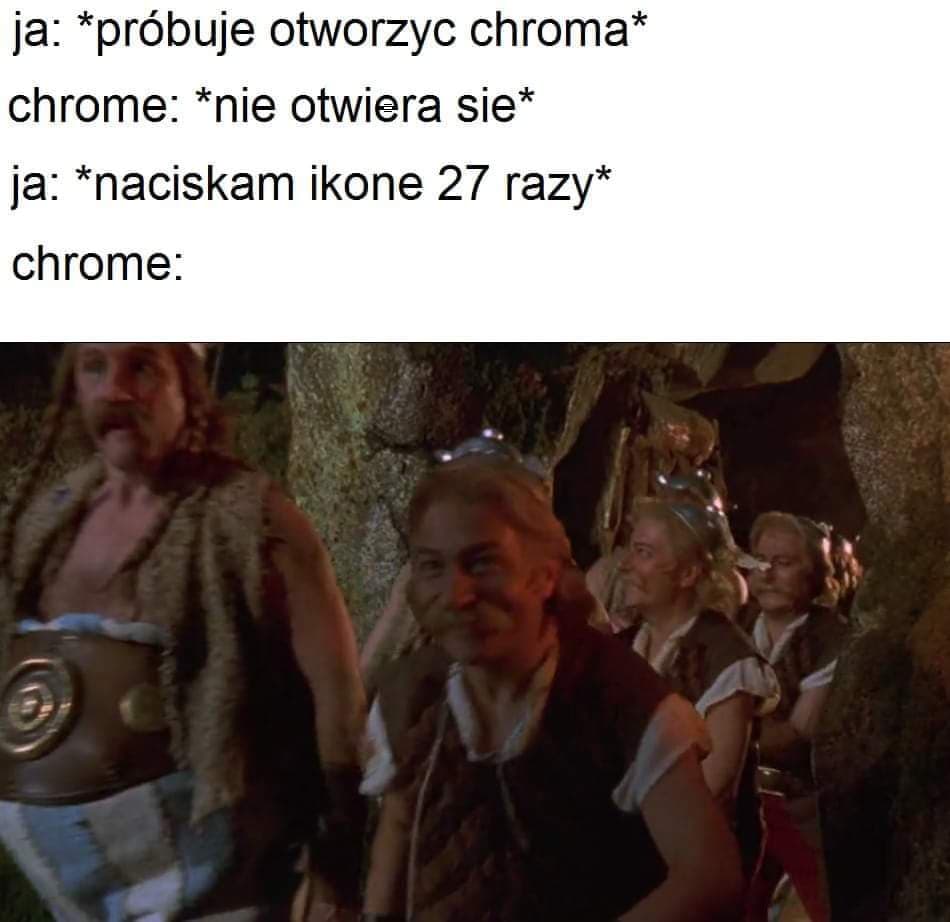 ja: *próbuje otworzyc chroma*
chrome: *nie otwiera sie*
ja: *naciskam ikone 27 razy*
chrome: